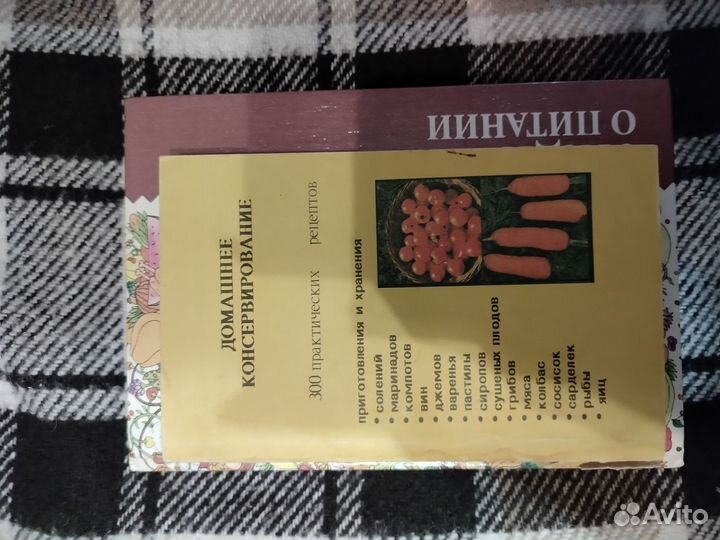 ДОМАШНЕЕ
КОНСЕРВИРОВАНИЕ
300 практических рецептов
приготовления и хранения
• солений
• маринадов
• компотов
• вин
• джемов
• варенья
• пастилы
• сиропов
• сушеных плодов
• грибов
• мяса
• колбас
• сосисок
• сарделек
• рыбы
• яиц
О ПИТАНИИ
Avito